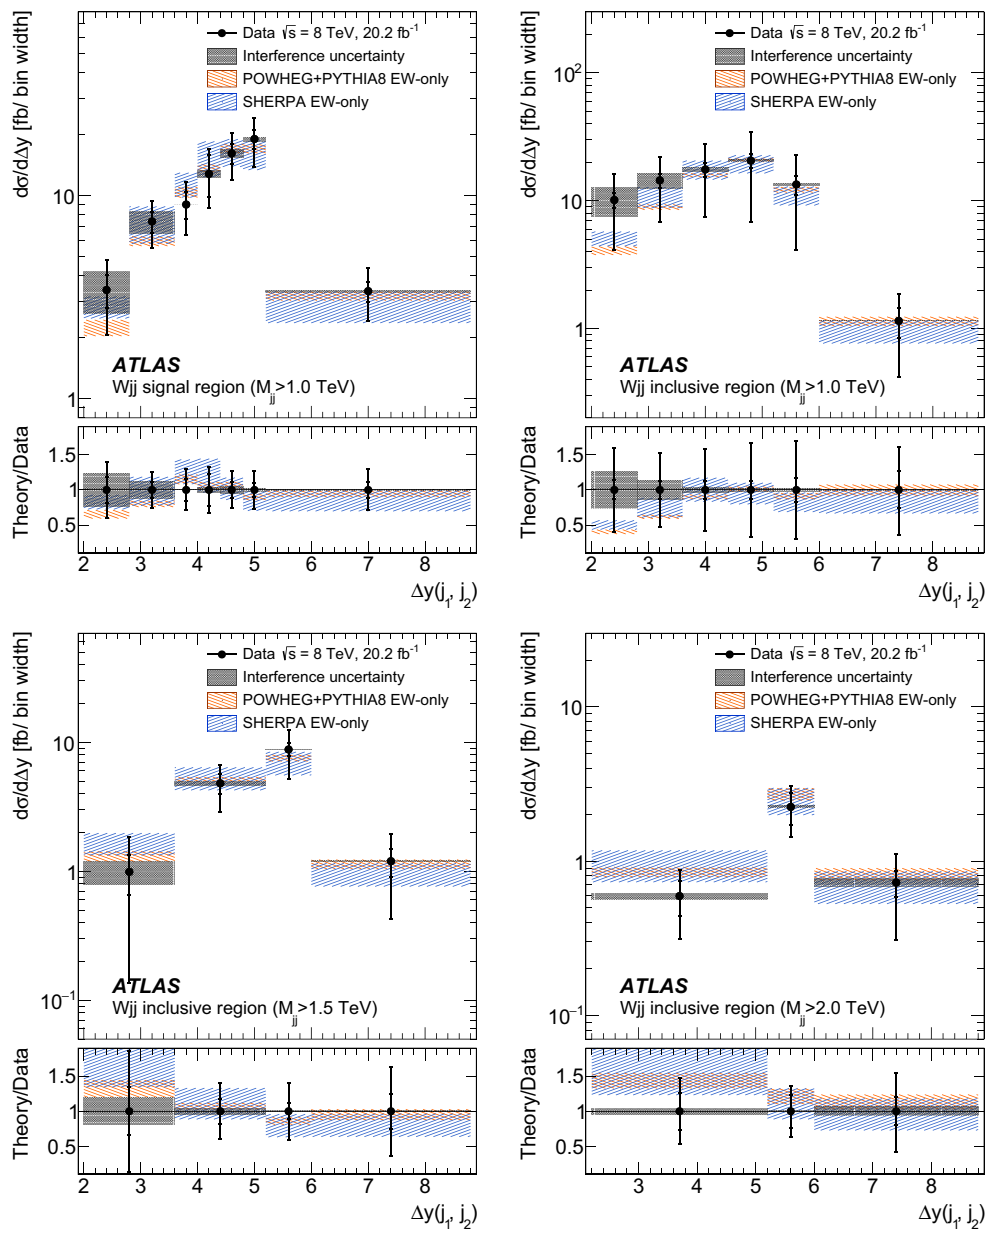 dσ/dΔy [fb/ bin width]
Data √s = 8 TeV, 20.2 fb⁻¹
Interference uncertainty
POWHEG+PYTHIA8 EW-only
SHERPA EW-only
10
1
ATLAS
Wjj signal region (M_jj>1.0 TeV)
Theory/Data
1.5
1
0.5
2 3 4 5 6 7 8
Δy(j₁, j₂)
dσ/dΔy [fb/ bin width]
Data √s = 8 TeV, 20.2 fb⁻¹
Interference uncertainty
POWHEG+PYTHIA8 EW-only
SHERPA EW-only
10²
10
1
ATLAS
Wjj inclusive region (M_jj>1.0 TeV)
Theory/Data
1.5
1
0.5
2 3 4 5 6 7 8
Δy(j₁, j₂)
dσ/dΔy [fb/ bin width]
Data √s = 8 TeV, 20.2 fb⁻¹
Interference uncertainty
POWHEG+PYTHIA8 EW-only
SHERPA EW-only
10
1
10⁻¹
ATLAS
Wjj inclusive region (M_jj>1.5 TeV)
Theory/Data
1.5
1
0.5
2 3 4 5 6 7 8
Δy(j₁, j₂)
dσ/dΔy [fb/ bin width]
Data √s = 8 TeV, 20.2 fb⁻¹
Interference uncertainty
POWHEG+PYTHIA8 EW-only
SHERPA EW-only
10
1
10⁻¹
ATLAS
Wjj inclusive region (M_jj>2.0 TeV)
Theory/Data
1.5
1
0.5
3 4 5 6 7 8
Δy(j₁, j₂)